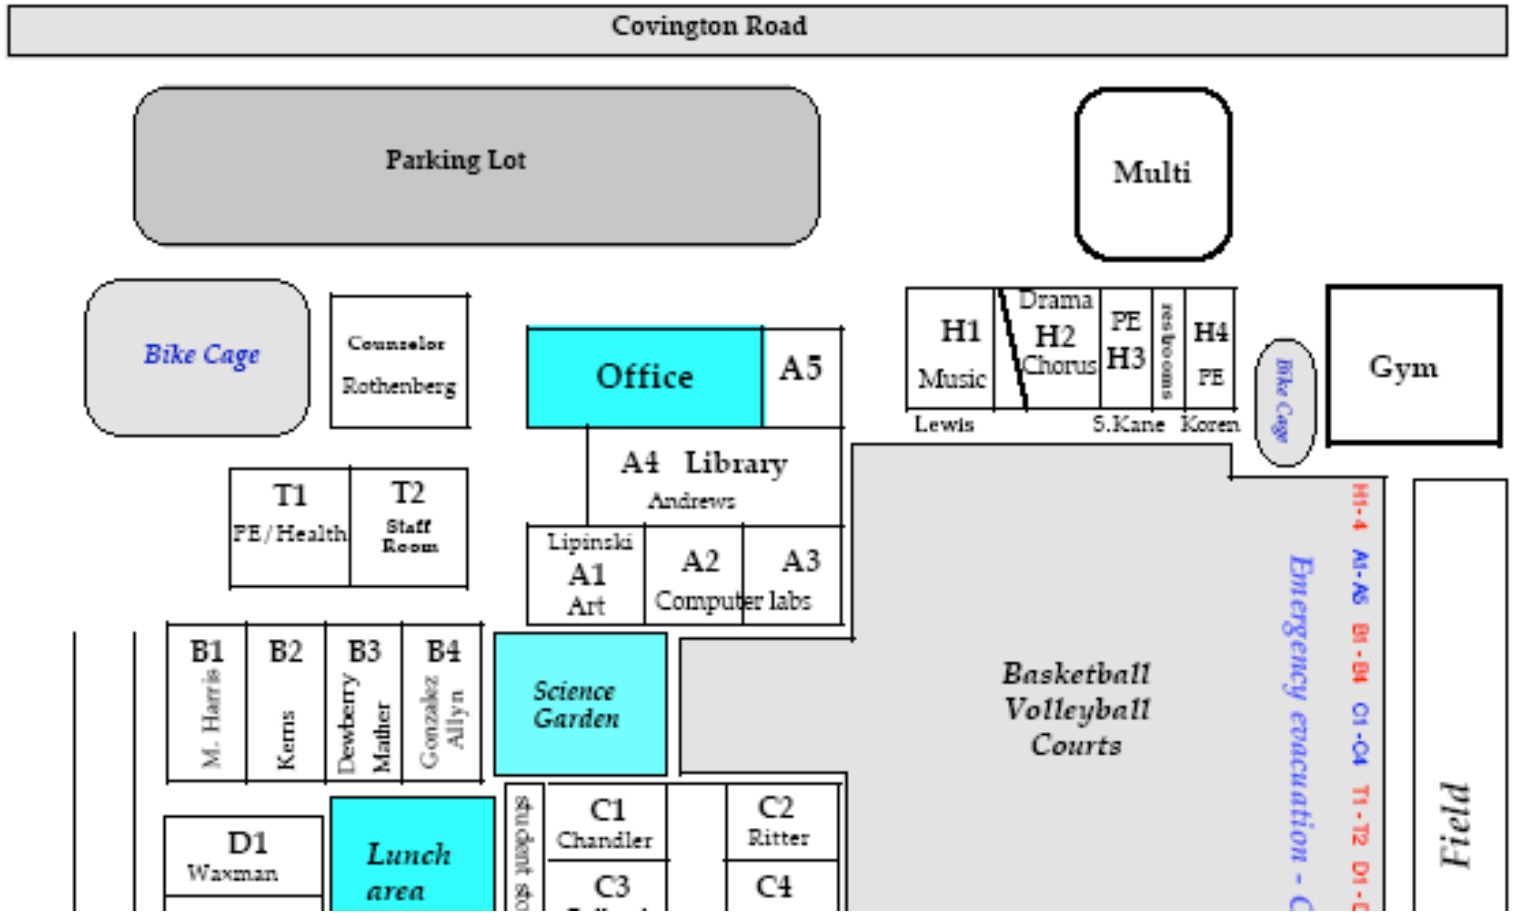 Covington Road
Parking Lot
Multi
Bike Cage
Counselor
Rothenberg
Office
A5
H1
Music
Lewis
Drama
H2
Chorus
PE
H3
S.Kane
restrooms
H4
PE
Koren
Bike Cage
Gym
A4 Library
Andrews
T1
PE/Health
T2
Staff
Room
Lipinski
A1
Art
A2
A3
Computer labs
B1
M. Harris
B2
Kerns
B3
Dewberry
Mather
B4
Gonzalez
Allyn
Science
Garden
Basketball
Volleyball
Courts
Emergency evacuation - C
H1-4 A1-A5 B1-B4 C1-C4 T1-T2 D1-D
Field
D1
Waxman
Lunch
area
student sto
C1
Chandler
C2
Ritter
C3
C4